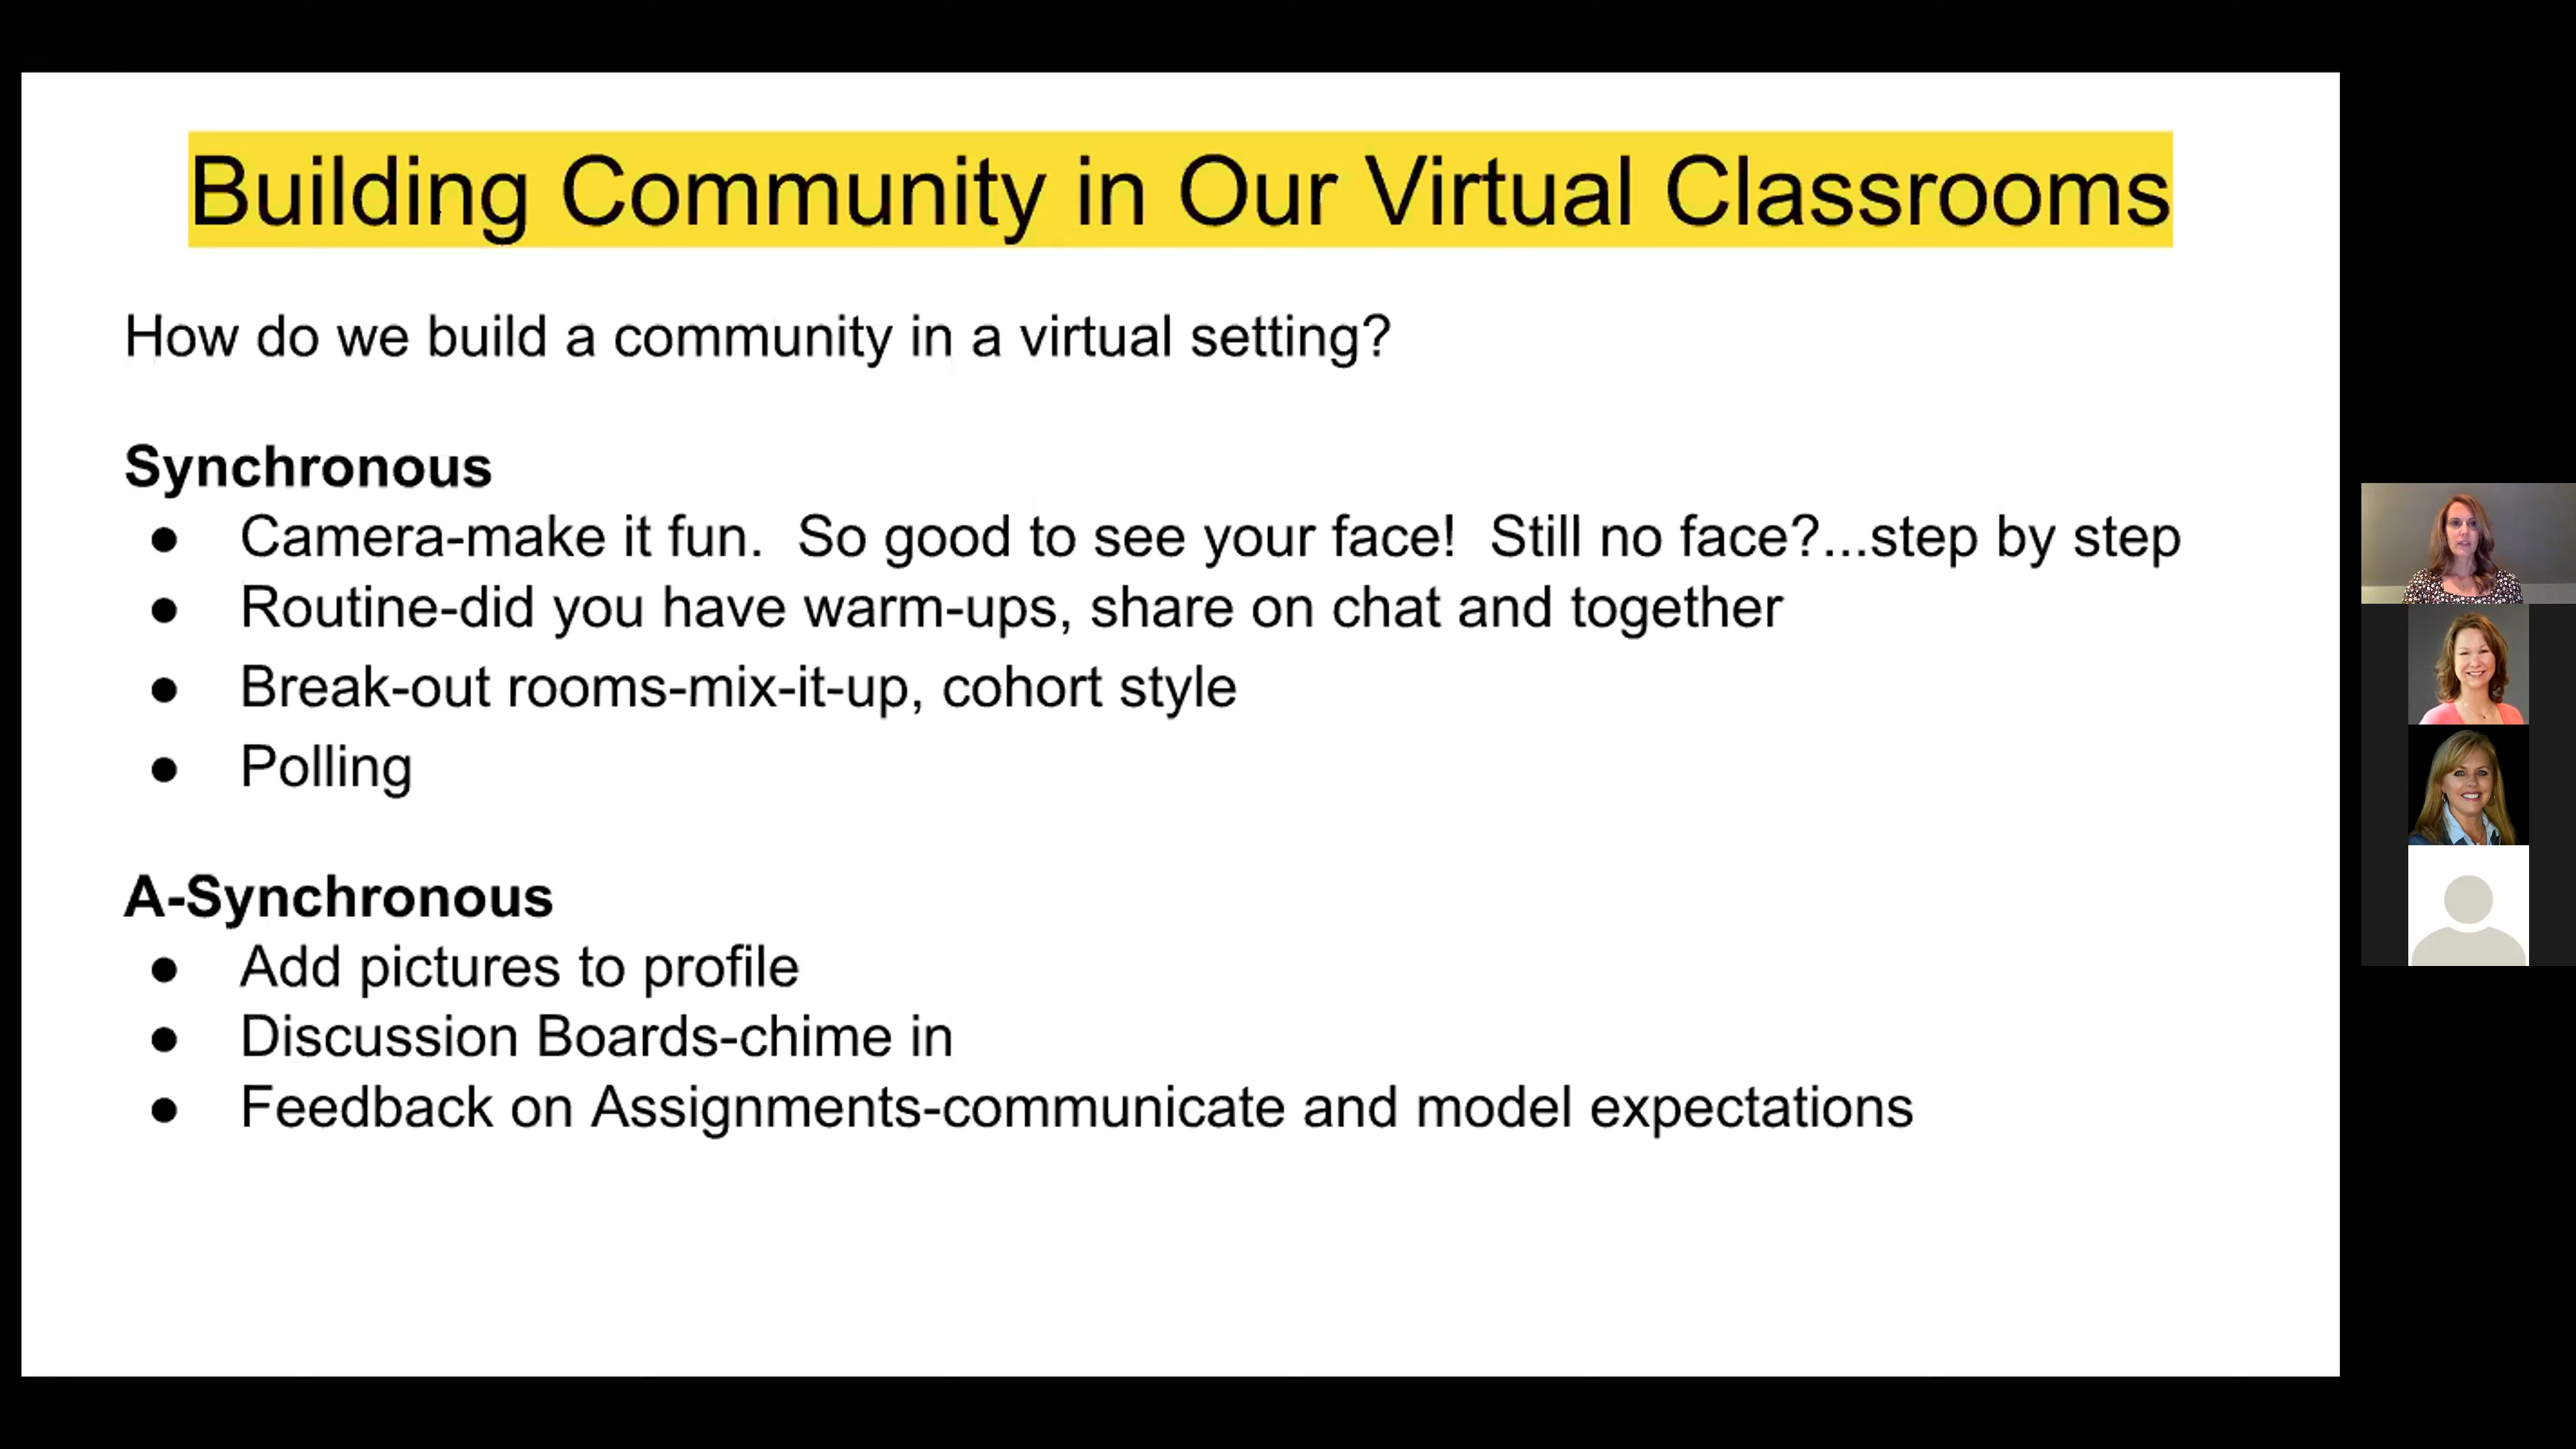 Building Community in Our Virtual Classrooms
How do we build a community in a virtual setting?
Synchronous
● Camera-make it fun.  So good to see your face!  Still no face?...step by step
● Routine-did you have warm-ups, share on chat and together
● Break-out rooms-mix-it-up, cohort style
● Polling
A-Synchronous
● Add pictures to profile
● Discussion Boards-chime in
● Feedback on Assignments-communicate and model expectations